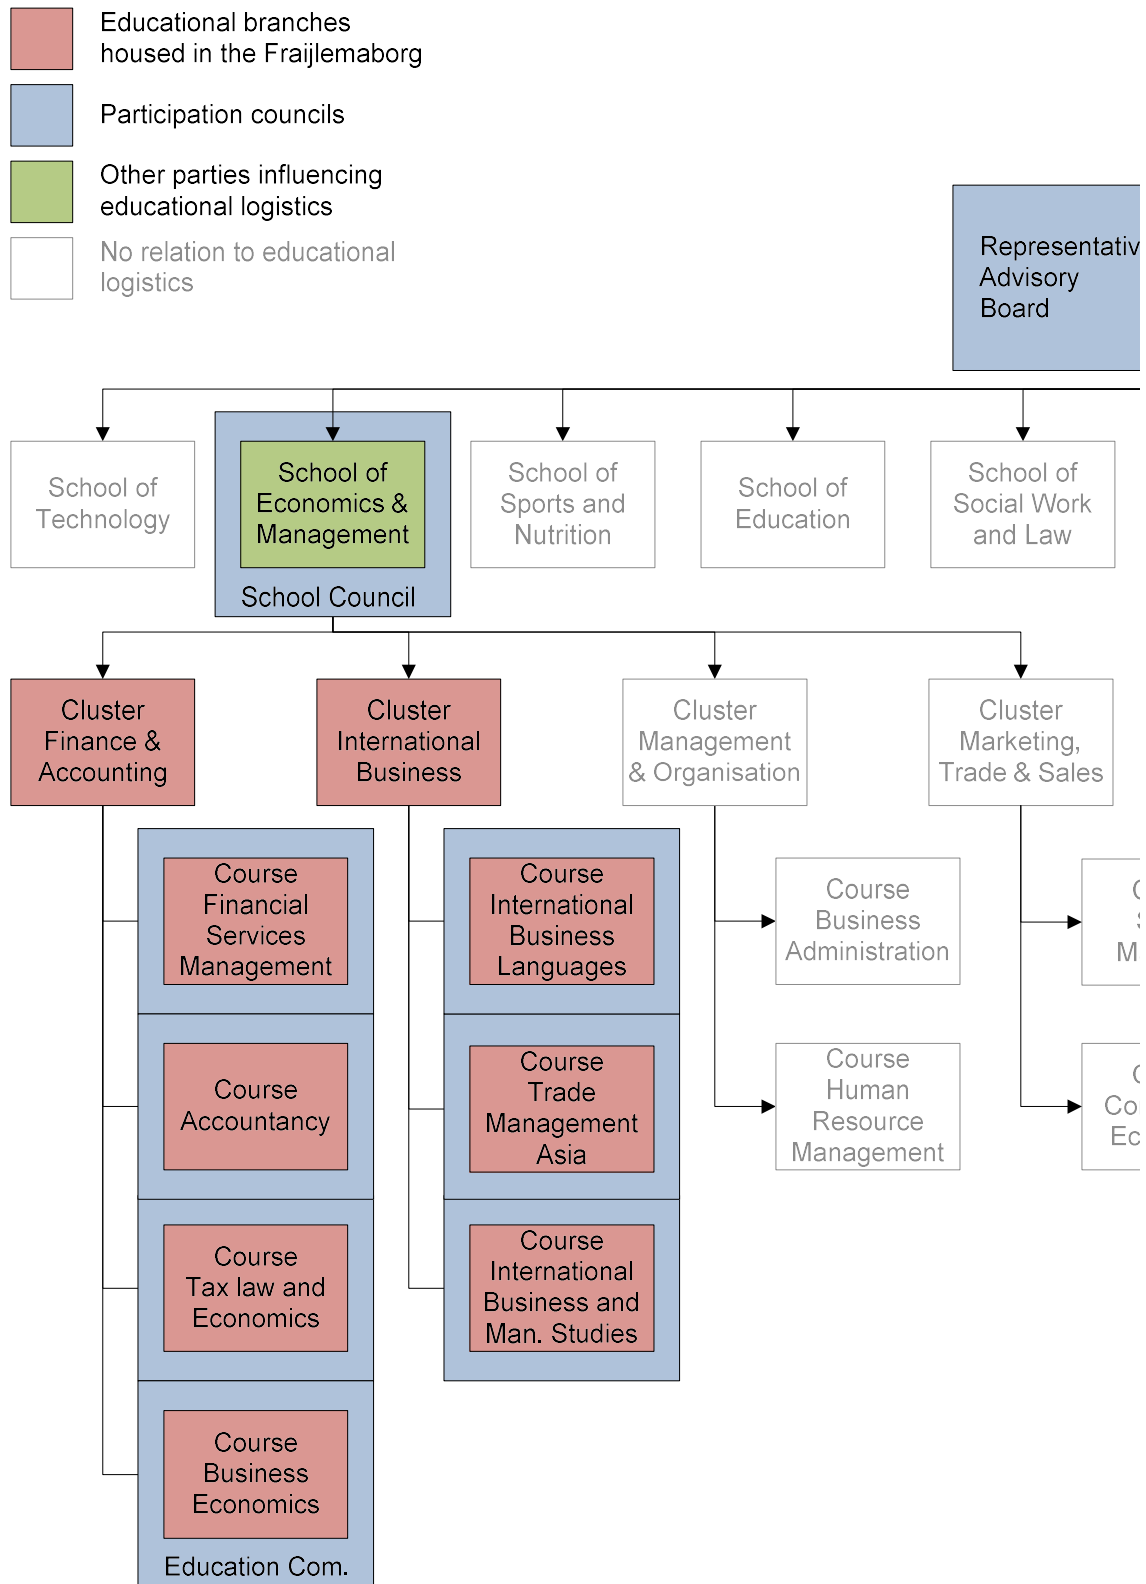 Educational branches
housed in the Fraijlemaborg
Participation councils
Other parties influencing
educational logistics
No relation to educational
logistics
Representativ
Advisory
Board
School of
Technology
School of
Economics &
Management
School Council
School of
Sports and
Nutrition
School of
Education
School of
Social Work
and Law
Cluster
Finance &
Accounting
Cluster
International
Business
Cluster
Management
& Organisation
Cluster
Marketing,
Trade & Sales
Course
Financial
Services
Management
Course
Accountancy
Course
Tax law and
Economics
Course
Business
Economics
Education Com.
Course
International
Business
Languages
Course
Trade
Management
Asia
Course
International
Business and
Man. Studies
Course
Business
Administration
Course
Human
Resource
Management